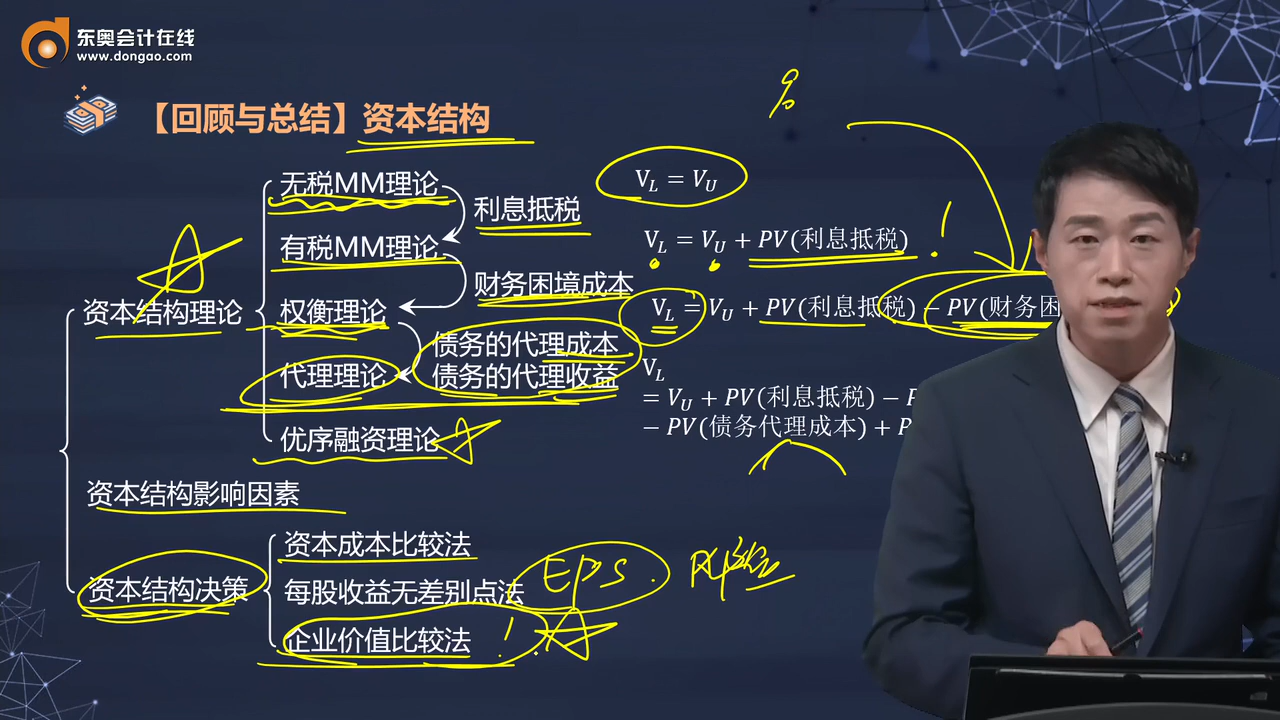 东奥会计在线
www.dongao.com
【回顾与总结】资本结构
无税MM理论
利息抵税
V_L = V_U
有税MM理论
V_L = V_U + PV(利息抵税)
财务困境成本
资本结构理论
权衡理论
V_L = V_U + PV(利息抵税) − PV(财务困
债务的代理成本
代理理论
债务的代理收益
V_L
= V_U + PV(利息抵税) −
− PV(债务代理成本) +
优序融资理论
资本结构影响因素
资本成本比较法
资本结构决策
每股收益无差别点法
EPS
企业价值比较法